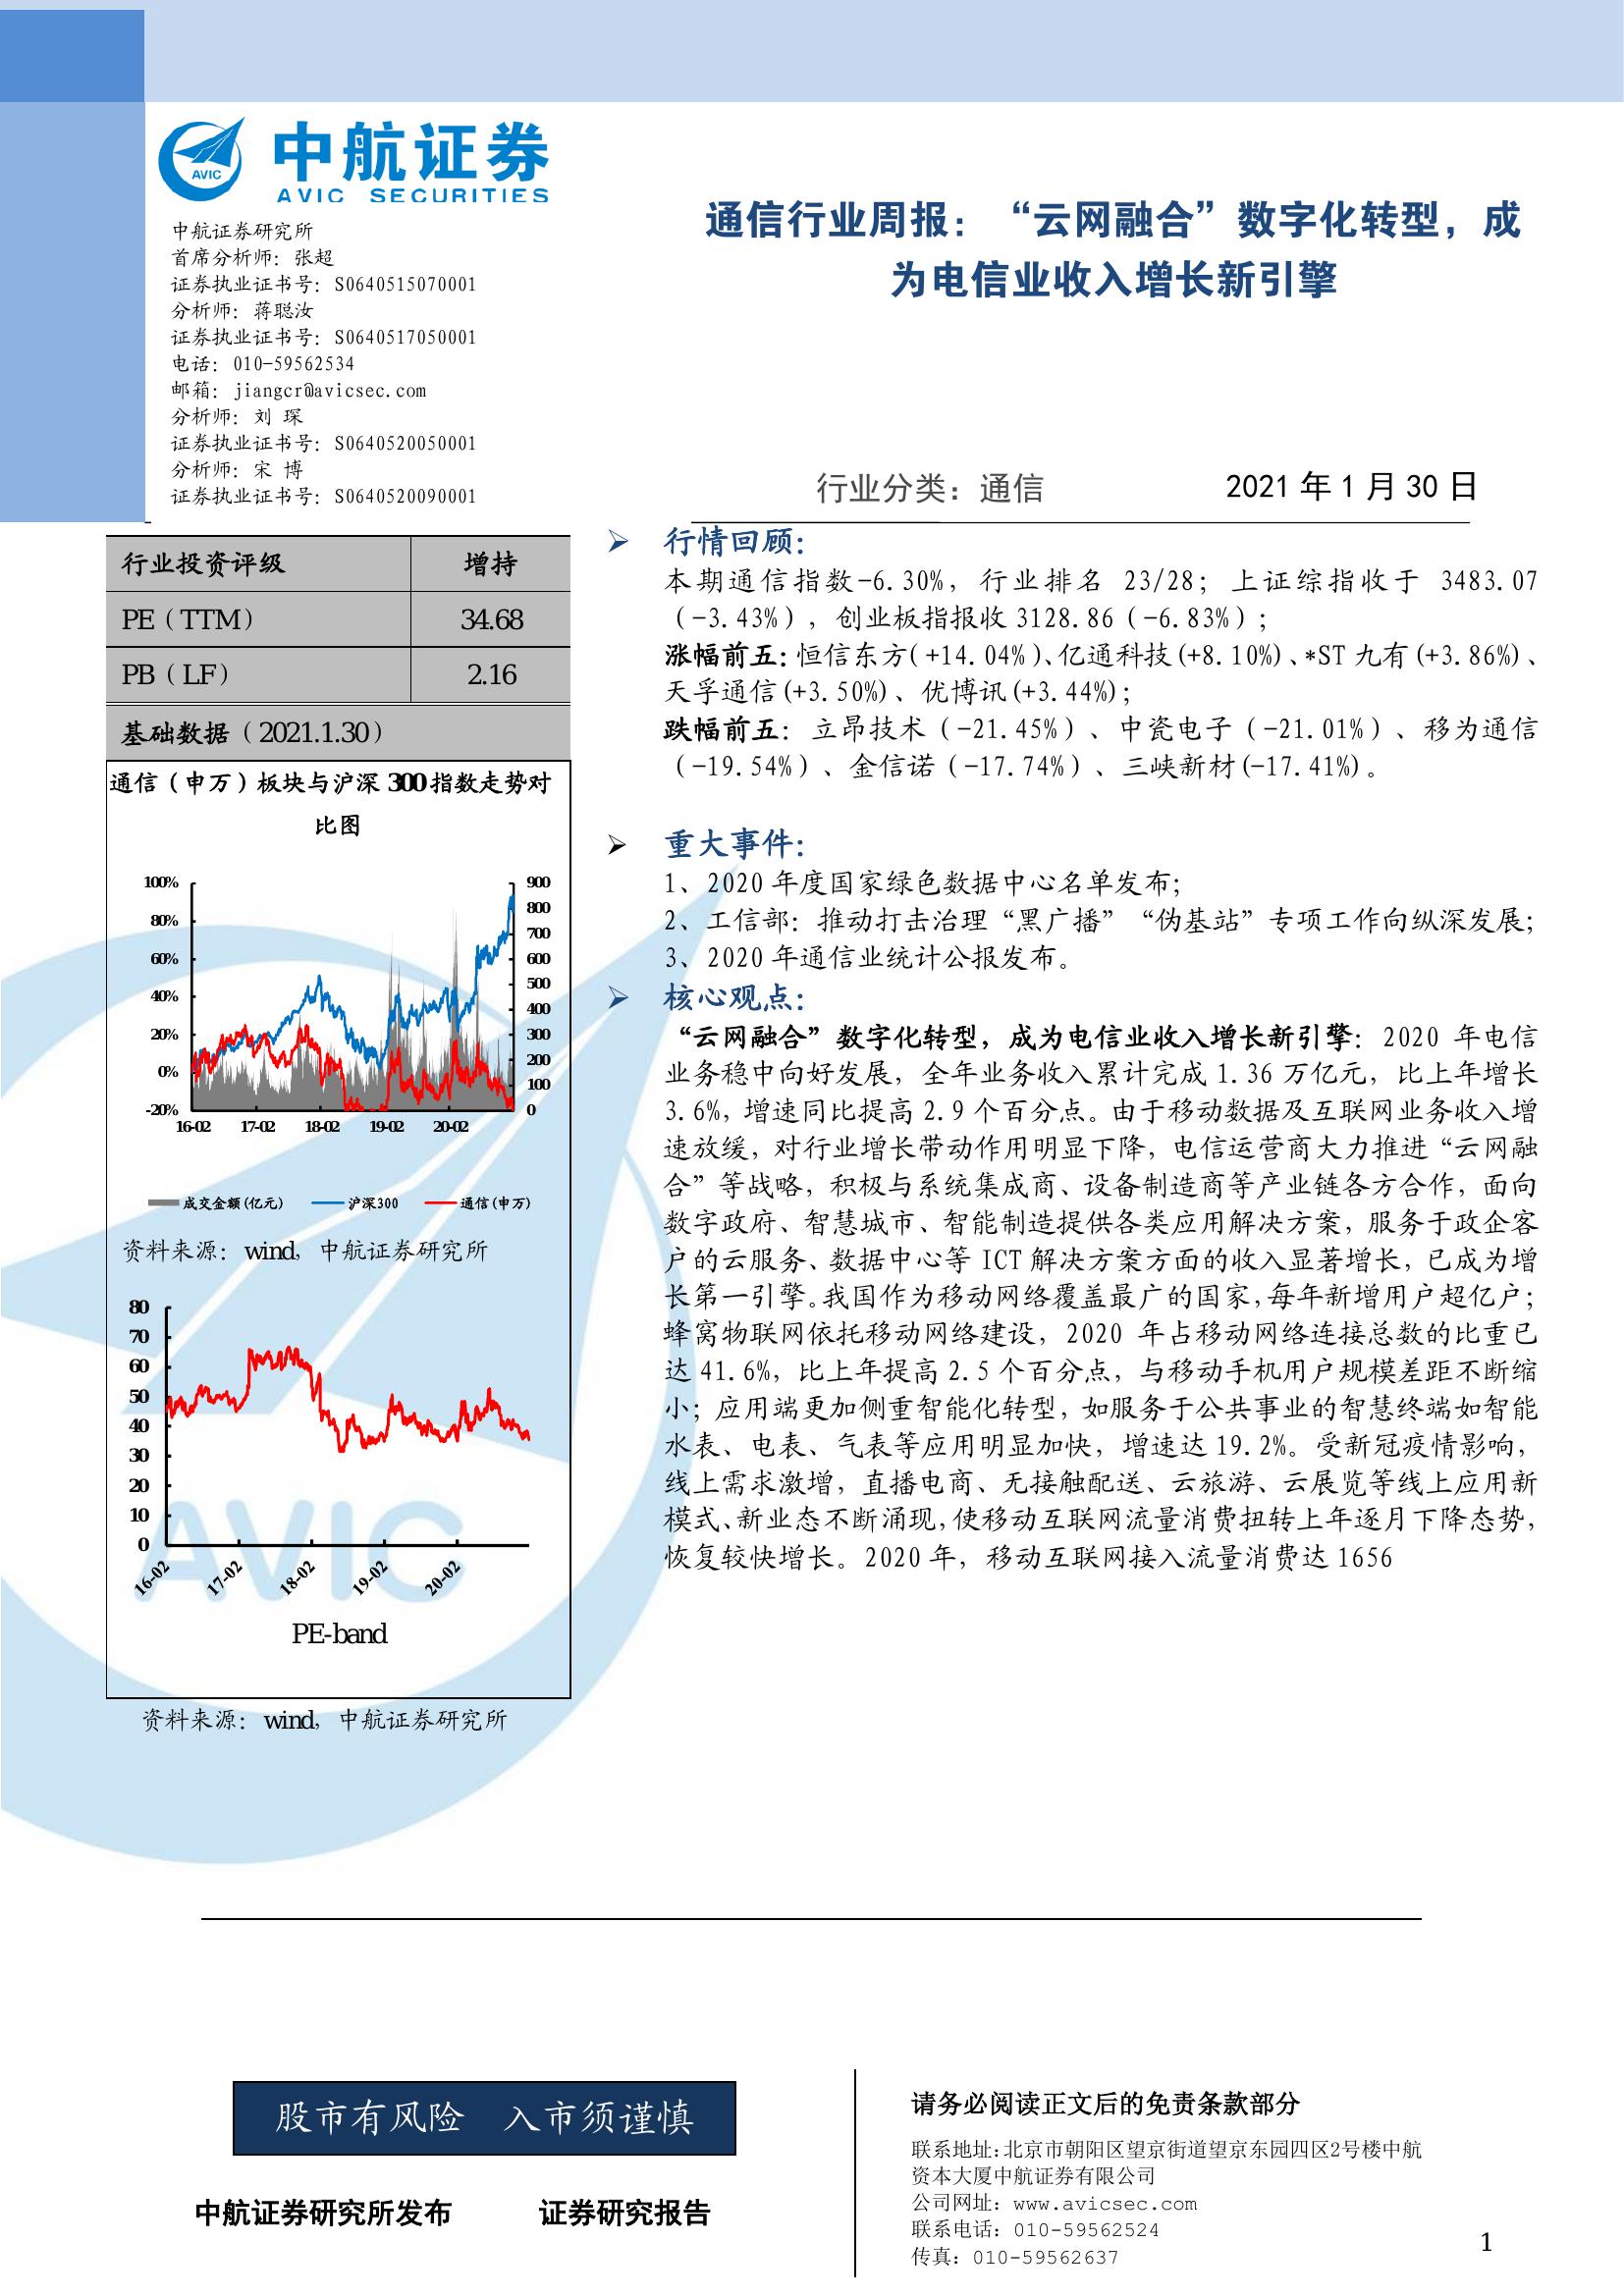 中航证券
AVIC SECURITIES
AVIC
中航证券研究所
首席分析师：张超
证券执业证书号：S0640515070001
分析师：蒋聪汝
证券执业证书号：S0640517050001
电话：010-59562534
邮箱：jiangcr@avicsec.com
分析师：刘 琛
证券执业证书号：S0640520050001
分析师：宋 博
证券执业证书号：S0640520090001
通信行业周报：“云网融合”数字化转型，成
为电信业收入增长新引擎
行业分类：通信 2021 年 1 月 30 日
行业投资评级 增持
PE（TTM） 34.68
PB（LF） 2.16
基础数据（2021.1.30）
通信（申万）板块与沪深 300 指数走势对
比图
100%
80%
60%
40%
20%
0%
-20%
900
800
700
600
500
400
300
200
100
0
16-02 17-02 18-02 19-02 20-02
成交金额(亿元) 沪深300 通信(申万)
资料来源：wind，中航证券研究所
80
70
60
50
40
30
20
10
0
16-02 17-02 18-02 19-02 20-02
PE-band
AVIC
资料来源：wind，中航证券研究所
行情回顾：
本期通信指数-6.30%，行业排名 23/28；上证综指收于 3483.07
（-3.43%），创业板指报收 3128.86（-6.83%）；
涨幅前五：恒信东方(+14.04%)、亿通科技(+8.10%)、*ST 九有(+3.86%)、
天孚通信(+3.50%)、优博讯(+3.44%)；
跌幅前五：立昂技术（-21.45%）、中瓷电子（-21.01%）、移为通信
（-19.54%）、金信诺（-17.74%）、三峡新材(-17.41%)。
重大事件：
1、2020 年度国家绿色数据中心名单发布；
2、工信部：推动打击治理“黑广播”“伪基站”专项工作向纵深发展；
3、2020 年通信业统计公报发布。
核心观点：
“云网融合”数字化转型，成为电信业收入增长新引擎：2020 年电信
业务稳中向好发展，全年业务收入累计完成 1.36 万亿元，比上年增长
3.6%，增速同比提高 2.9 个百分点。由于移动数据及互联网业务收入增
速放缓，对行业增长带动作用明显下降，电信运营商大力推进“云网融
合”等战略，积极与系统集成商、设备制造商等产业链各方合作，面向
数字政府、智慧城市、智能制造提供各类应用解决方案，服务于政企客
户的云服务、数据中心等 ICT 解决方案方面的收入显著增长，已成为增
长第一引擎。我国作为移动网络覆盖最广的国家，每年新增用户超亿户；
蜂窝物联网依托移动网络建设，2020 年占移动网络连接总数的比重已
达 41.6%，比上年提高 2.5 个百分点，与移动手机用户规模差距不断缩
小；应用端更加侧重智能化转型，如服务于公共事业的智慧终端如智能
水表、电表、气表等应用明显加快，增速达 19.2%。受新冠疫情影响，
线上需求激增，直播电商、无接触配送、云旅游、云展览等线上应用新
模式、新业态不断涌现，使移动互联网流量消费扭转上年逐月下降态势，
恢复较快增长。2020 年，移动互联网接入流量消费达 1656
股市有风险 入市须谨慎
中航证券研究所发布 证券研究报告
请务必阅读正文后的免责条款部分
联系地址：北京市朝阳区望京街道望京东园四区2号楼中航
资本大厦中航证券有限公司
公司网址：www.avicsec.com
联系电话：010-59562524
传真：010-59562637
1